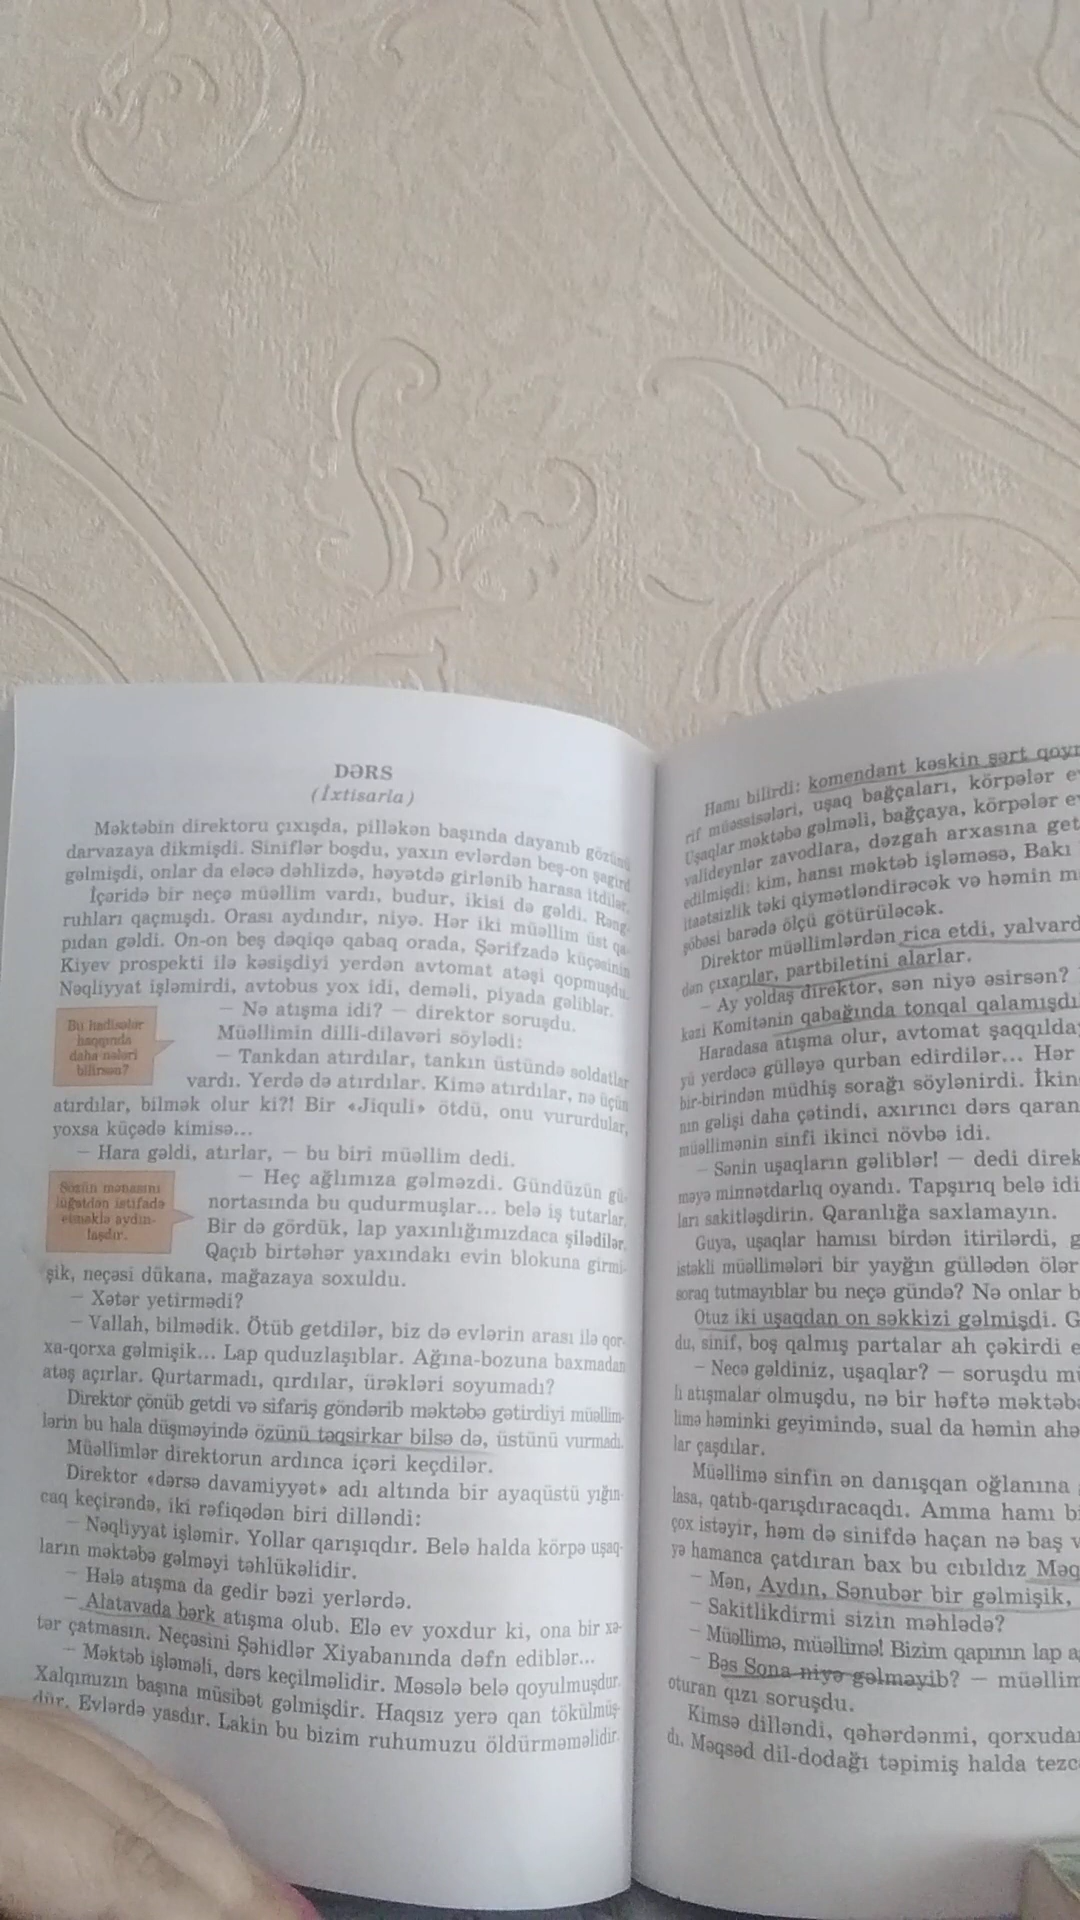 DƏRS
(İxtisarla)
Məktəbin direktoru çıxışda, pilləkən başında dayanıb gözünü
darvazaya dikmişdi. Siniflər boşdu, yaxın evlərdən beş-on şagird
gəlmişdi, onlar da eləcə dəhlizdə, həyətdə girlənib harasa itdilər.
İçəridə bir neçə müəllim vardı, budur, ikisi də gəldi. Rəng-
ruhları qaçmışdı. Orası aydındır, niyə. Hər iki müəllim üst qa-
pıdan gəldi. On-on beş dəqiqə qabaq orada, Şərifzadə küçəsinin
Kiyev prospekti ilə kəsişdiyi yerdən avtomat atəşi qopmuşdu.
Nəqliyyat işləmirdi, avtobus yox idi, deməli, piyada gəliblər.
– Nə atışma idi? – direktor soruşdu.
Müəllimin dilli-dilavəri söylədi:
– Tankdan atırdılar, tankın üstündə soldatlar
vardı. Yerdə də atırdılar. Kimə atırdılar, nə üçün
atırdılar, bilmək olur ki?! Bir «Jiquli» ötdü, onu vururdular,
yoxsa küçədə kimisə...
– Hara gəldi, atırlar, – bu biri müəllim dedi.
– Heç ağlımıza gəlməzdi. Gündüzün gü-
nortasında bu qudurmuşlar... belə iş tutarlar.
Bir də gördük, lap yaxınlığımızdaca şilədilər.
Qaçıb birtəhər yaxındakı evin blokuna girmi-
şik, neçəsi dükana, mağazaya soxuldu.
– Xətər yetirmədi?
– Vallah, bilmədik. Ötüb getdilər, biz də evlərin arası ilə qor-
xa-qorxa gəlmişik... Lap quduzlaşıblar. Ağına-bozuna baxmadan
atəş açırlar. Qurtarmadı, qırdılar, ürəkləri soyumadı?
Direktor çönüb getdi və sifariş göndərib məktəbə gətirdiyi müəllim-
lərin bu hala düşməyində özünü təqsirkar bilsə də, üstünü vurmadı.
Müəllimlər direktorun ardınca içəri keçdilər.
Direktor «dərsə davamiyyət» adı altında bir ayaqüstü yığın-
caq keçirəndə, iki rəfiqədən biri dilləndi:
– Nəqliyyat işləmir. Yollar qarışıqdır. Belə halda körpə uşaq-
ların məktəbə gəlməyi təhlükəlidir.
– Hələ atışma da gedir bəzi yerlərdə.
– Alatavada bərk atışma olub. Elə ev yoxdur ki, ona bir xə-
tər çatmasın. Neçəsini Şəhidlər Xiyabanında dəfn ediblər...
– Məktəb işləməli, dərs keçilməlidir. Məsələ belə qoyulmuşdur.
Xalqımızın başına müsibət gəlmişdir. Haqsız yerə qan tökülmüş-
dür. Evlərdə yasdır. Lakin bu bizim ruhumuzu öldürməməlidir.
Bu hadisələr
haqqında
daha nələri
bilirsən?
Sözün mənasını
lüğətdən istifadə
etməklə aydın-
laşdır.
Hamı bilirdi: komendant kəskin şərt
rif müəssisələri, uşaq bağçaları, körpələr
Uşaqlar məktəbə gəlməli, bağçaya, körpələr
valideynlər zavodlara, dəzgah arxasına
edilmişdi: kim, hansı məktəb işləməsə, Bakı
itaətsizlik təki qiymətləndirəcək və həmin
şöbəsi barədə ölçü götürüləcək.
Direktor müəllimlərdən rica etdi,
dən çıxarılar, partbiletini alarlar.
– Ay yoldaş direktor, sən niyə əsirsən?
kəzi Komitənin qabağında tonqal
Haradasa atışma olur, avtomat
yü yerdəcə gülləyə qurban edirdilər... Hər
bir-birindən müdhiş sorağı söylənirdi.
nın gəlişi daha çətindi, axırıncı dərs
müəllimənin sinfi ikinci növbə idi.
– Sənin uşaqların gəliblər! – dedi
məyə minnətdarlıq oyandı. Tapşırıq belə
ları sakitləşdirin. Qaranlığa saxlamayın.
Guya, uşaqlar hamısı birdən itirilərdi,
istəkli müəllimələri bir yayğın güllədən
soraq tutmayıblar bu neçə gündə? Nə onlar
Otuz iki uşaqdan on səkkizi gəlmişdi.
du, sinif, boş qalmış partalar ah çəkirdi
– Necə gəldiniz, uşaqlar? – soruşdu
lı atışmalar olmuşdu, nə bir həftə
limə həminki geyimində, sual da həmin
lar çaşdılar.
Müəllimə sinfin ən danışqan oğlanına
lasa, qatıb-qarışdıracaqdı. Amma hamı
çox istəyir, həm də sinifdə haçan nə baş
yə hamanca çatdıran bax bu cıbıldız
– Mən, Aydın, Sənubər bir gəlmişik,
– Sakitlikdirmi sizin məhlədə?
– Müəllimə, müəllimə! Bizim qapının lap
– Bəs Sona niyə gəlməyib? –
oturan qızı soruşdu.
Kimsə dilləndi, qəhərdənmi,
dı. Məqsəd dil-dodağı təpimiş halda